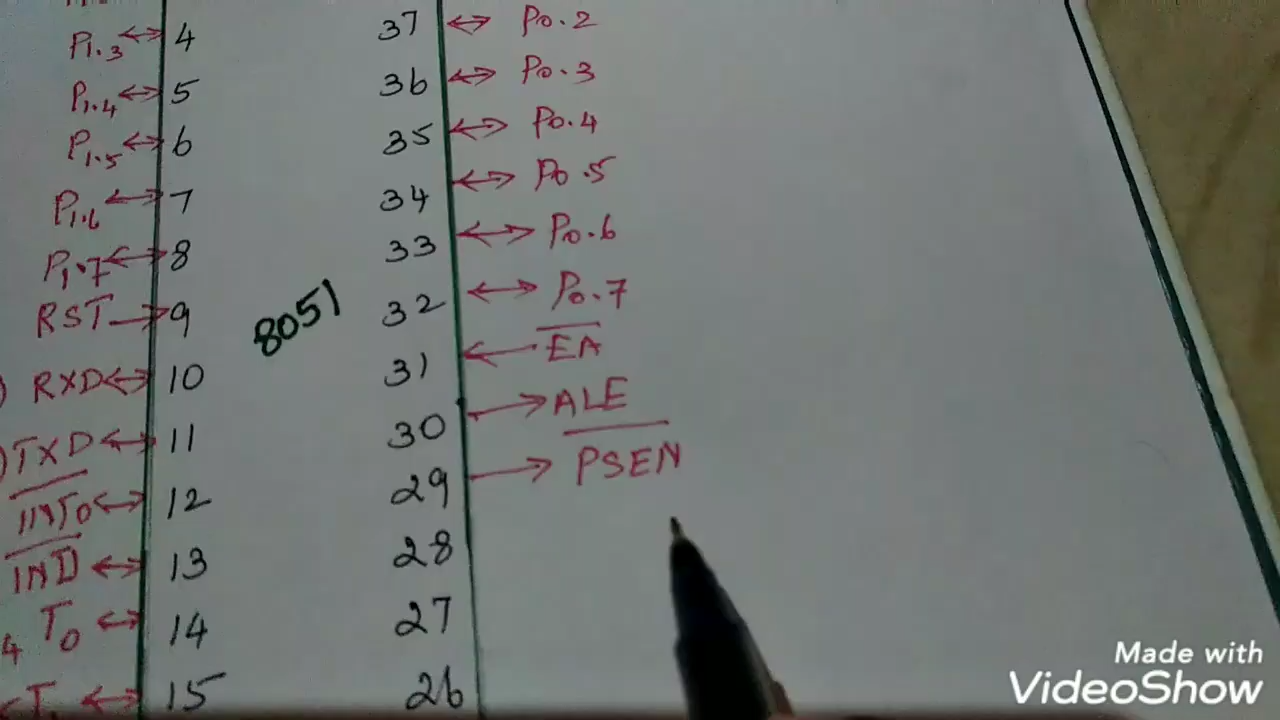 37 ↔ P0.2
P1.3 ↔ 4
36 ↔ P0.3
P1.4 ↔ 5
35 ↔ P0.4
P1.5 ↔ 6
34 ↔ P0.5
P1.6 ↔ 7
33 ↔ P0.6
P1.7 ↔ 8
32 ↔ P0.7
RST → 9
8051
31 ← EA
) RXD ↔ 10
30 → ALE
) TXD ↔ 11
29 → PSEN
INT0 ↔ 12
28
13
27
4 T0 ↔ 14
26
T ↔ 15
Made with
VideoShow